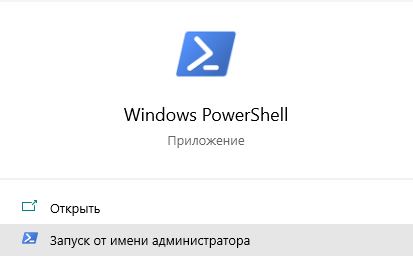 Windows PowerShell
Приложение
Открыть
Запуск от имени администратора